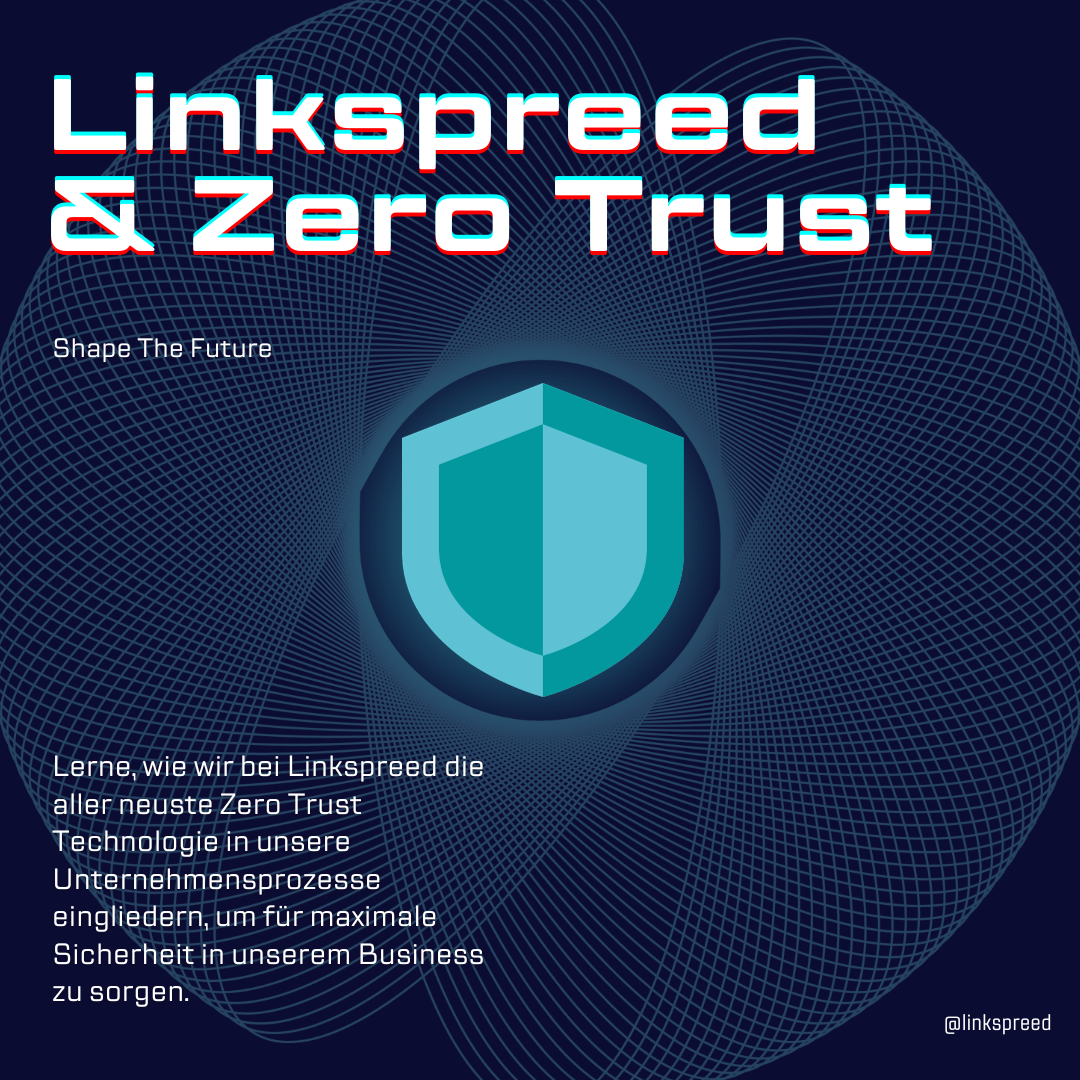 Linkspreed
& Zero Trust
Shape The Future
Lerne, wie wir bei Linkspreed die
aller neuste Zero Trust
Technologie in unsere
Unternehmensprozesse
eingliedern, um für maximale
Sicherheit in unserem Business
zu sorgen.
@linkspreed